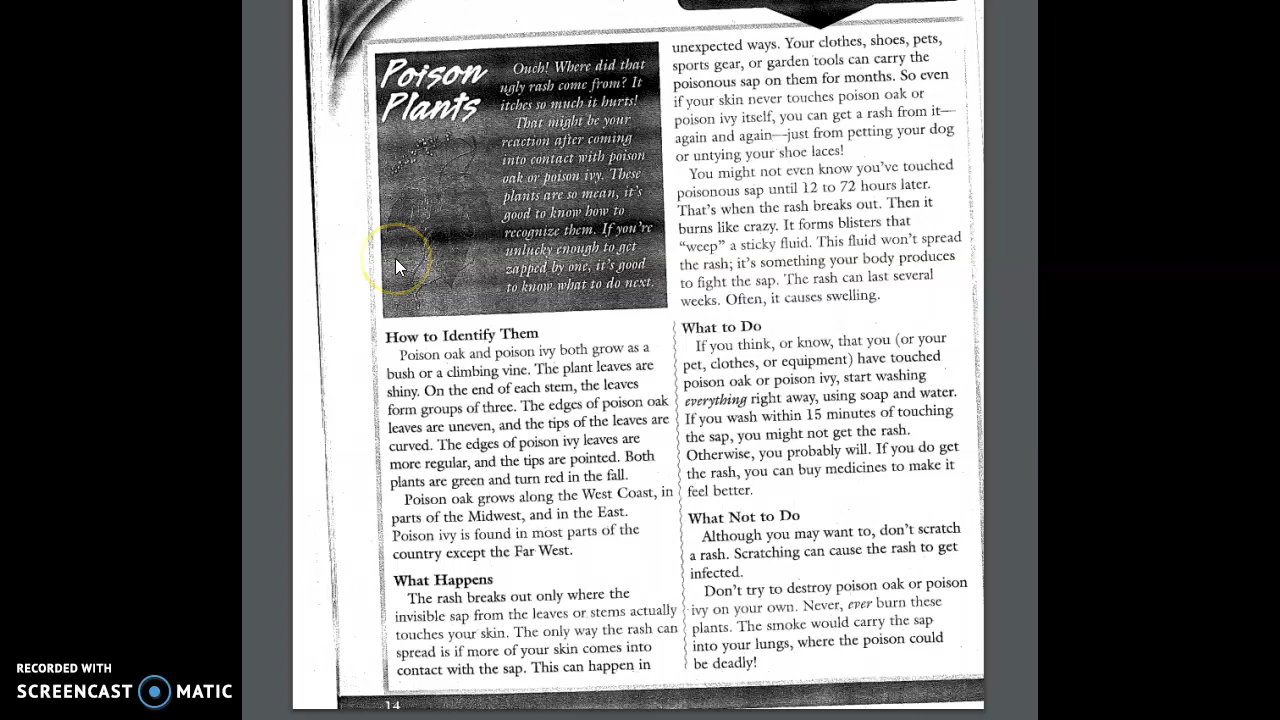 Poison
Plants
Ouch! Where did that
ugly rash come from? It
itches so much it hurts!
That might be your
reaction after coming
into contact with poison
oak or poison ivy. These
plants are so mean, it's
good to know how to
recognize them. If you're
unlucky enough to get
zapped by one, it's good
to know what to do next.
How to Identify Them
Poison oak and poison ivy both grow as a
bush or a climbing vine. The plant leaves are
shiny. On the end of each stem, the leaves
form groups of three. The edges of poison oak
leaves are uneven, and the tips of the leaves are
curved. The edges of poison ivy leaves are
more regular, and the tips are pointed. Both
plants are green and turn red in the fall.
Poison oak grows along the West Coast, in
parts of the Midwest, and in the East.
Poison ivy is found in most parts of the
country except the Far West.
What Happens
The rash breaks out only where the
invisible sap from the leaves or stems actually
touches your skin. The only way the rash can
spread is if more of your skin comes into
contact with the sap. This can happen in
unexpected ways. Your clothes, shoes, pets,
sports gear, or garden tools can carry the
poisonous sap on them for months. So even
if your skin never touches poison oak or
poison ivy itself, you can get a rash from it—
again and again—just from petting your dog
or untying your shoe laces!
You might not even know you've touched
poisonous sap until 12 to 72 hours later.
That's when the rash breaks out. Then it
burns like crazy. It forms blisters that
“weep” a sticky fluid. This fluid won't spread
the rash; it's something your body produces
to fight the sap. The rash can last several
weeks. Often, it causes swelling.
What to Do
If you think, or know, that you (or your
pet, clothes, or equipment) have touched
poison oak or poison ivy, start washing
everything right away, using soap and water.
If you wash within 15 minutes of touching
the sap, you might not get the rash.
Otherwise, you probably will. If you do get
the rash, you can buy medicines to make it
feel better.
What Not to Do
Although you may want to, don't scratch
a rash. Scratching can cause the rash to get
infected.
Don't try to destroy poison oak or poison
ivy on your own. Never, ever burn these
plants. The smoke would carry the sap
into your lungs, where the poison could
be deadly!
14
RECORDED WITH
SCREENCAST MATIC